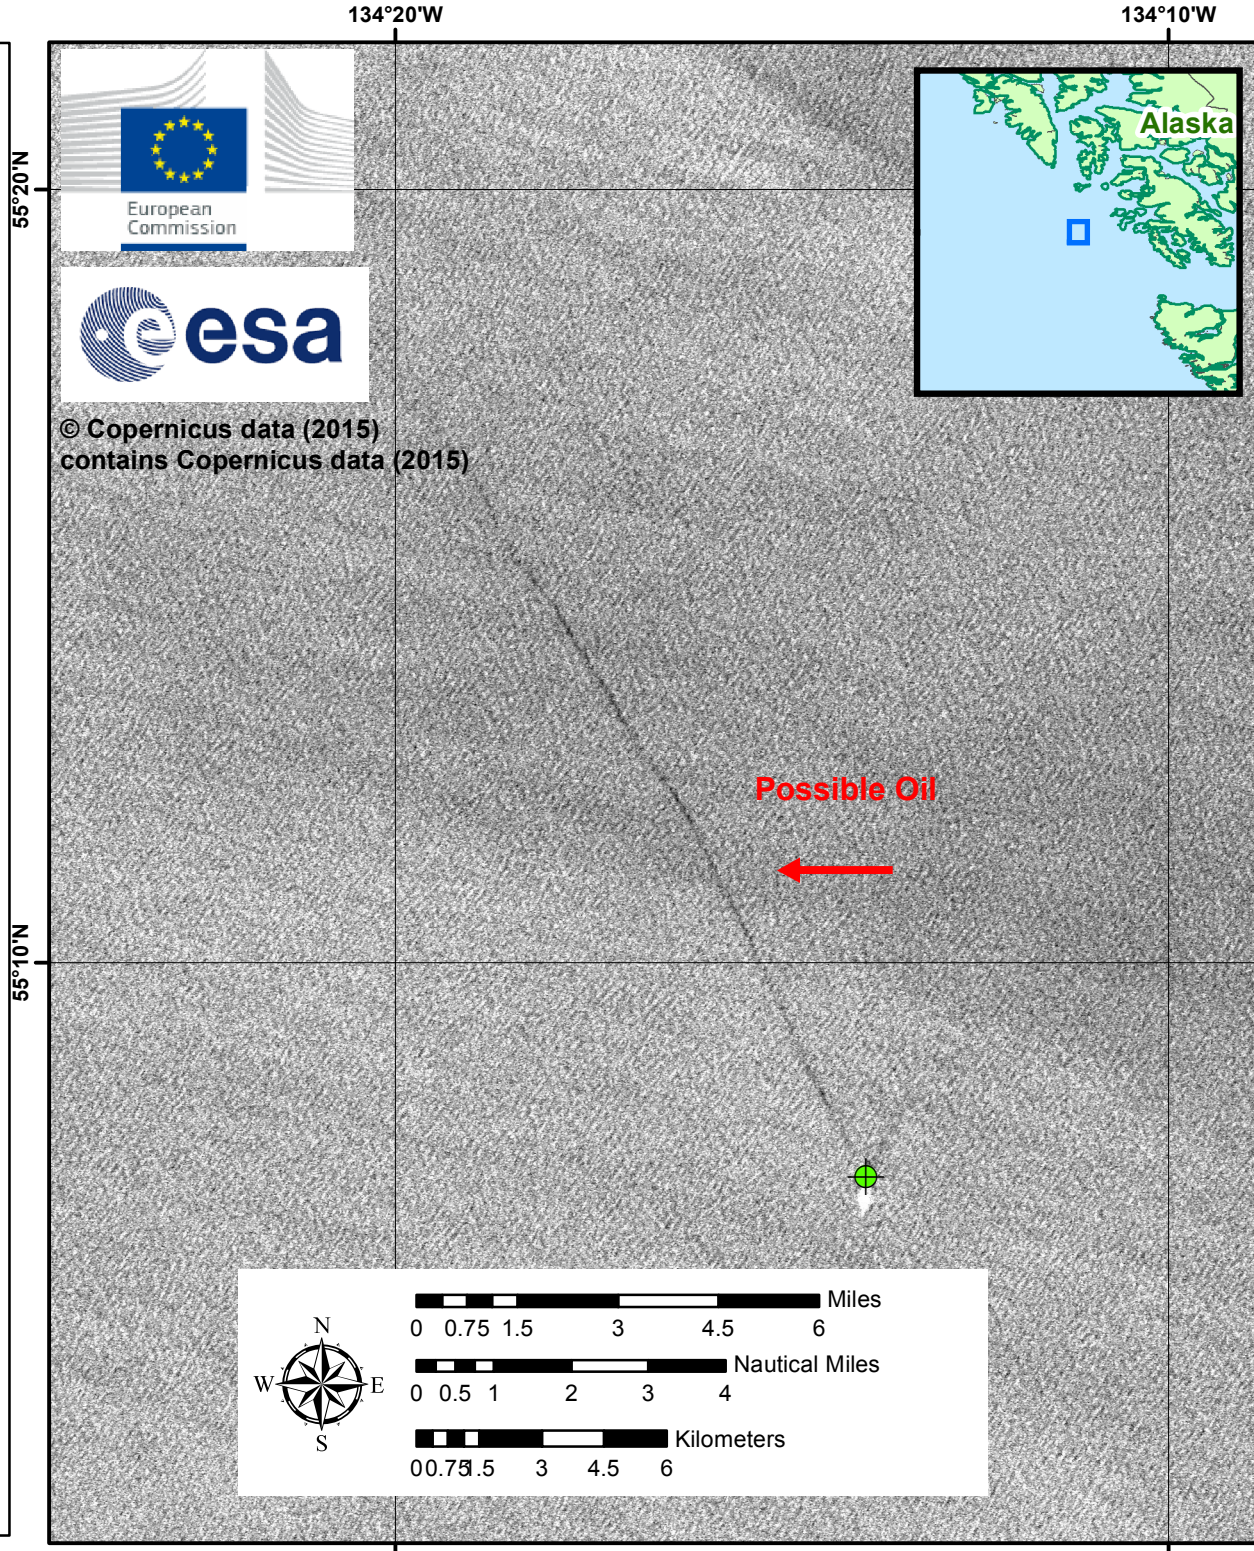 134°20'W
134°10'W
55°20'N
55°10'N
European
Commission
esa
© Copernicus data (2015)
contains Copernicus data (2015)
Alaska
Possible Oil
N
W
E
S
Miles
0 0.75 1.5 3 4.5 6
Nautical Miles
0 0.5 1 2 3 4
Kilometers
0 0.75 1.5 3 4.5 6